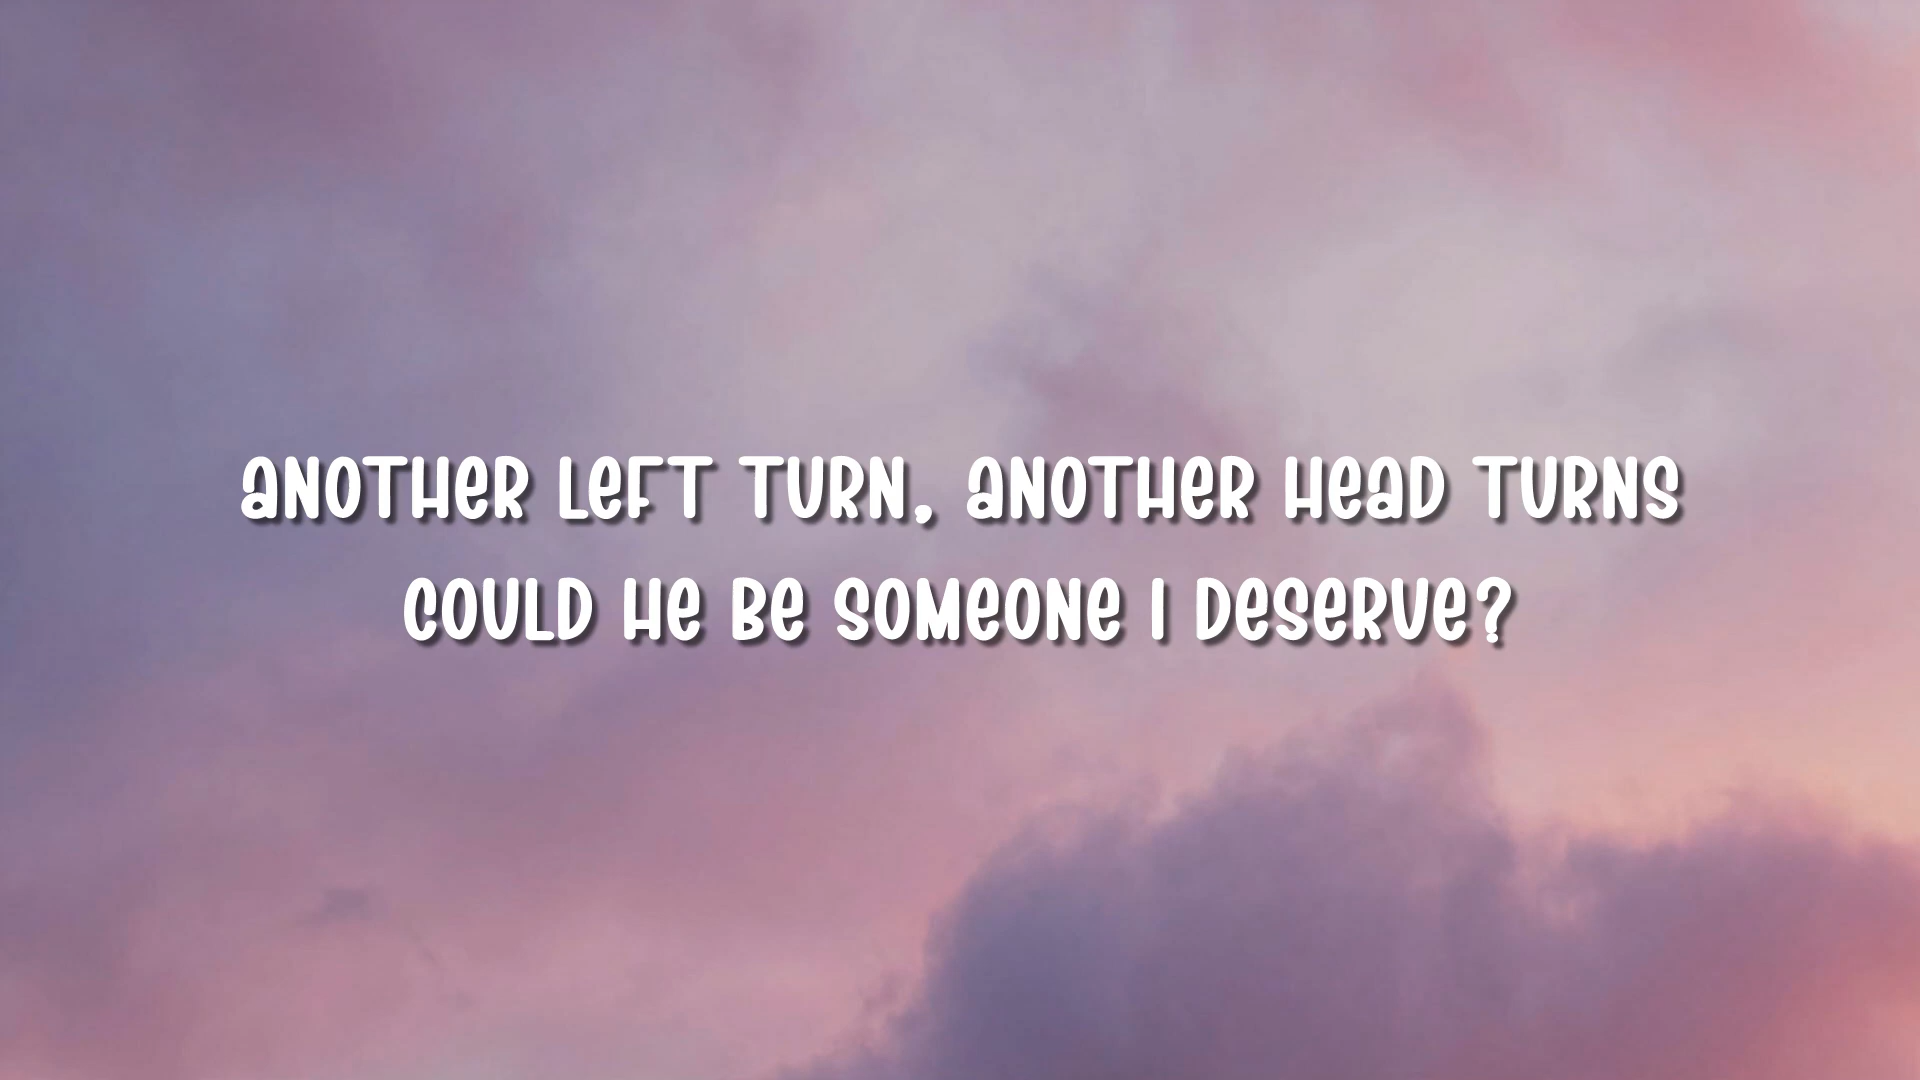 ANOTHER LEFT TURN, ANOTHER HEAD TURNS
COULD HE BE SOMEONE I DESERVE?